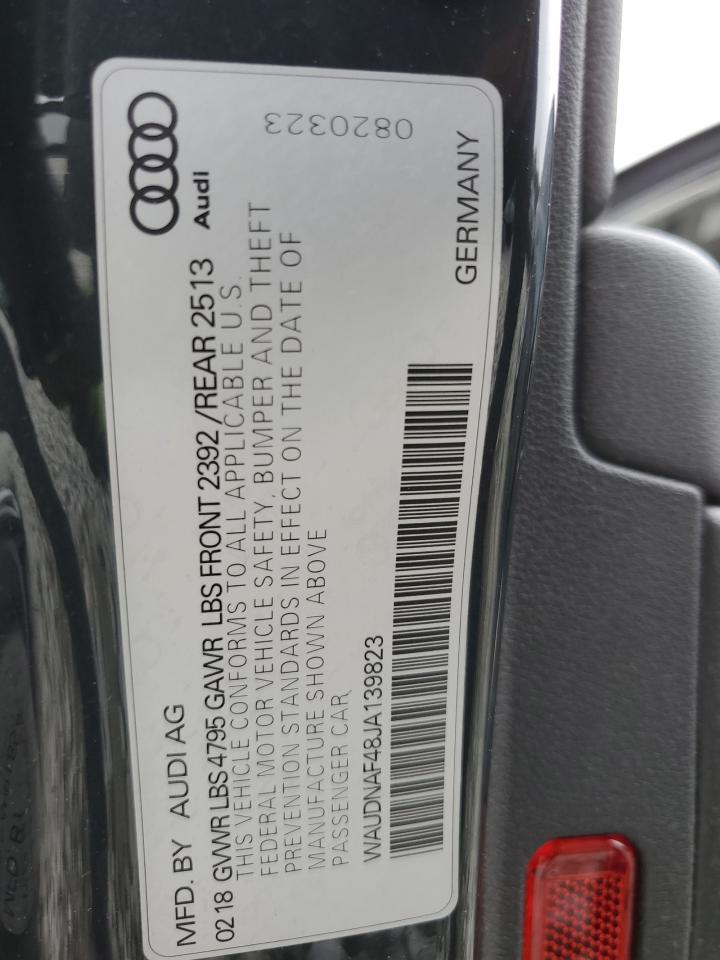 MFD. BY AUDI AG
Audi
02 18 GVWR LBS 4795 GAWR LBS FRONT 2392 /REAR 2513
THIS VEHICLE CONFORMS TO ALL APPLICABLE U.S.
FEDERAL MOTOR VEHICLE SAFETY, BUMPER AND THEFT
PREVENTION STANDARDS IN EFFECT ON THE DATE OF
MANUFACTURE SHOWN ABOVE
PASSENGER CAR
0820323
WAUDNAF48JA139823
GERMANY